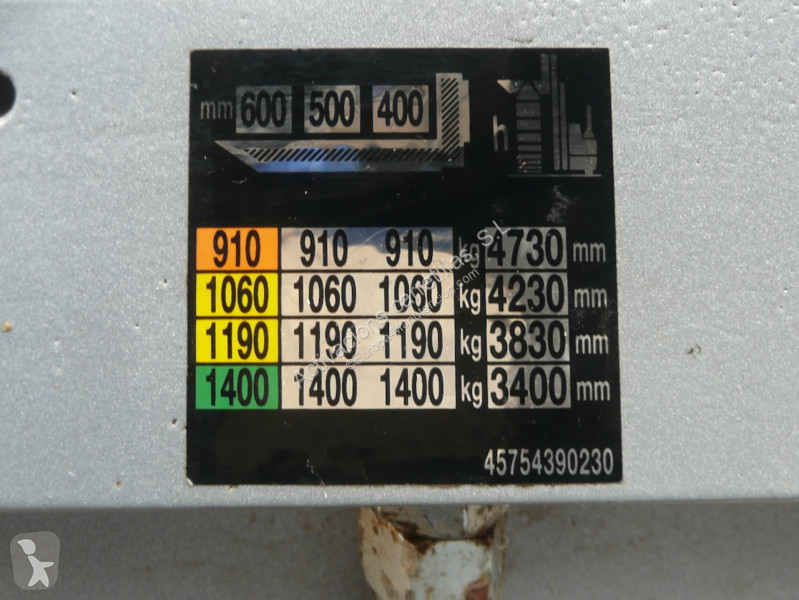 mm 600 500 400
h
910 910 910 kg 4730 mm
1060 1060 1060 kg 4230 mm
1190 1190 1190 kg 3830 mm
1400 1400 1400 kg 3400 mm
45754390230